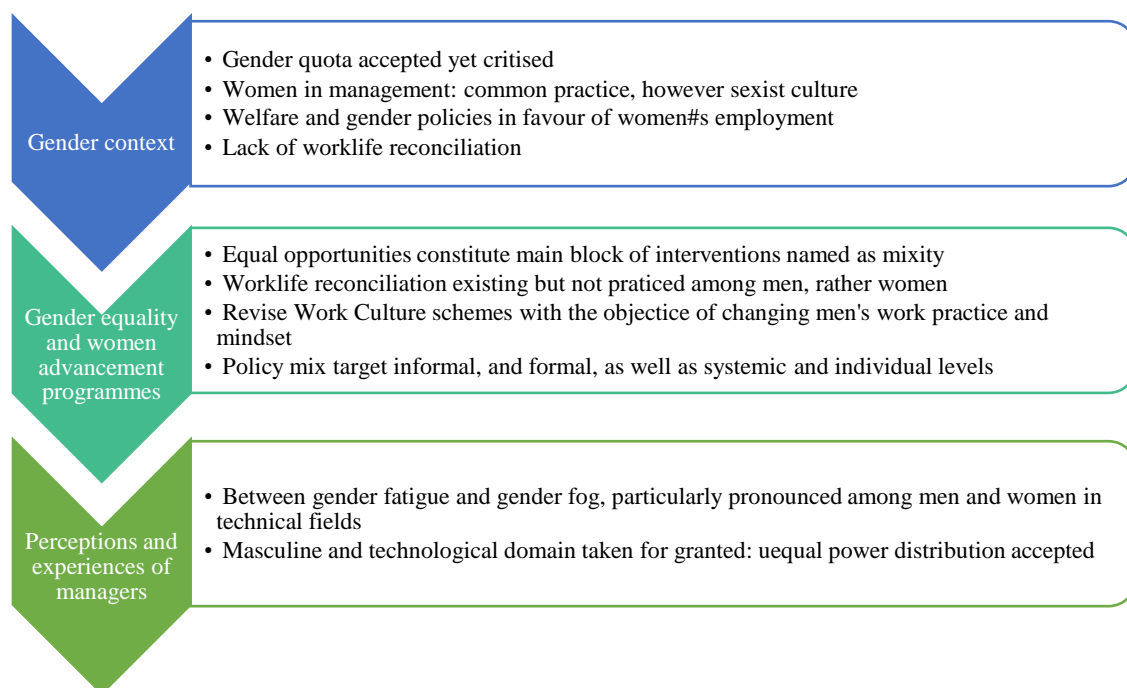 Gender context
• Gender quota accepted yet critised
• Women in management: common practice, however sexist culture
• Welfare and gender policies in favour of women#s employment
• Lack of worklife reconciliation
Gender equality
and women
advancement
programmes
• Equal opportunities constitute main block of interventions named as mixity
• Worklife reconciliation existing but not praticed among men, rather women
• Revise Work Culture schemes with the objectice of changing men's work practice and
mindset
• Policy mix target informal, and formal, as well as systemic and individual levels
Perceptions and
experiences of
managers
• Between gender fatigue and gender fog, particularly pronounced among men and women in
technical fields
• Masculine and technological domain taken for granted: uequal power distribution accepted